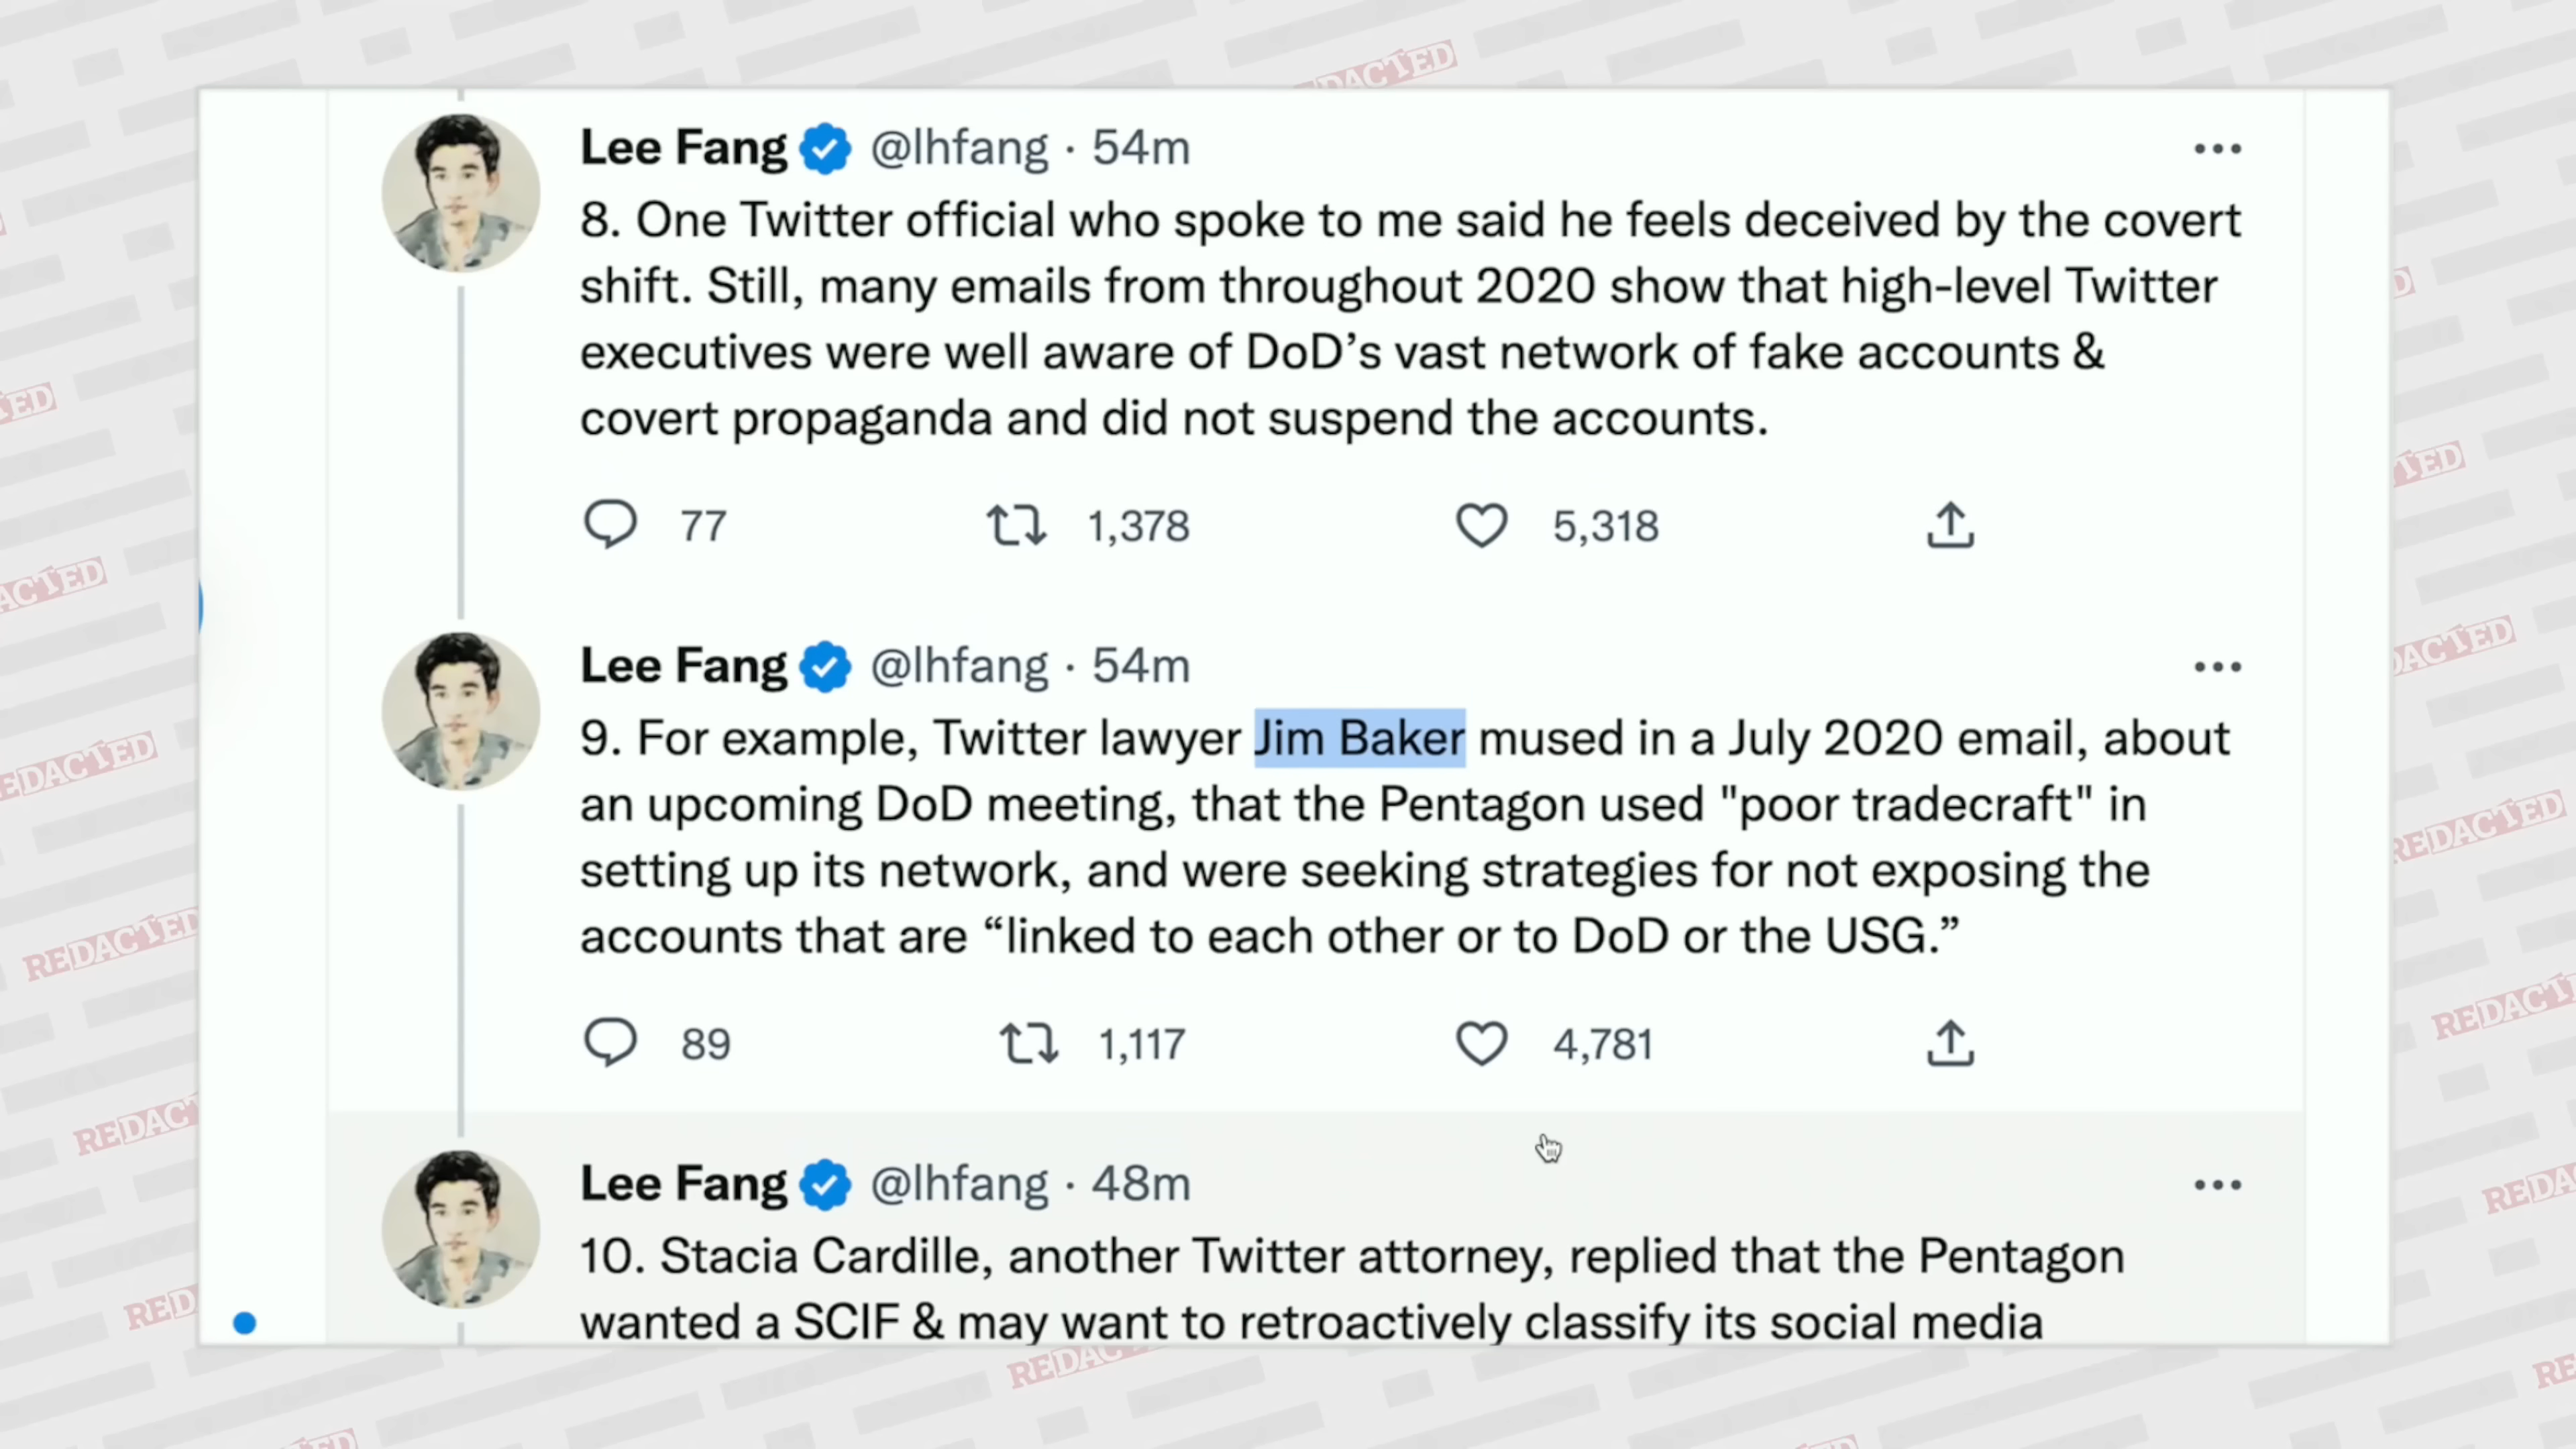 Lee Fang @lhfang · 54m
8. One Twitter official who spoke to me said he feels deceived by the covert
shift. Still, many emails from throughout 2020 show that high-level Twitter
executives were well aware of DoD’s vast network of fake accounts &
covert propaganda and did not suspend the accounts.
77 1,378 5,318
Lee Fang @lhfang · 54m
9. For example, Twitter lawyer Jim Baker mused in a July 2020 email, about
an upcoming DoD meeting, that the Pentagon used "poor tradecraft" in
setting up its network, and were seeking strategies for not exposing the
accounts that are “linked to each other or to DoD or the USG.”
89 1,117 4,781
Lee Fang @lhfang · 48m
10. Stacia Cardille, another Twitter attorney, replied that the Pentagon
wanted a SCIF & may want to retroactively classify its social media
REDACTED